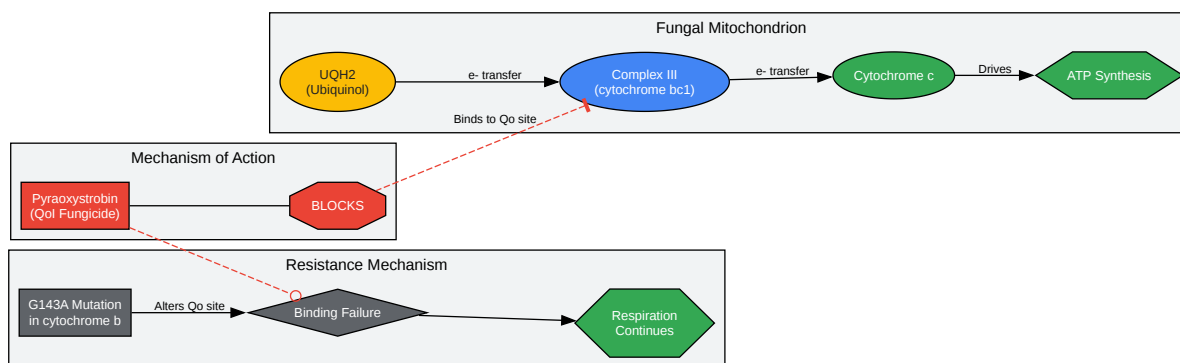 Fungal Mitochondrion
UQH2
(Ubiquinol)
e- transfer
Complex III
(cytochrome bc1)
e- transfer
Cytochrome c
Drives
ATP Synthesis
Binds to Qo site
Mechanism of Action
Pyraoxystrobin
(QoI Fungicide)
BLOCKS
Resistance Mechanism
G143A Mutation
in cytochrome b
Alters Qo site
Binding Failure
Respiration
Continues